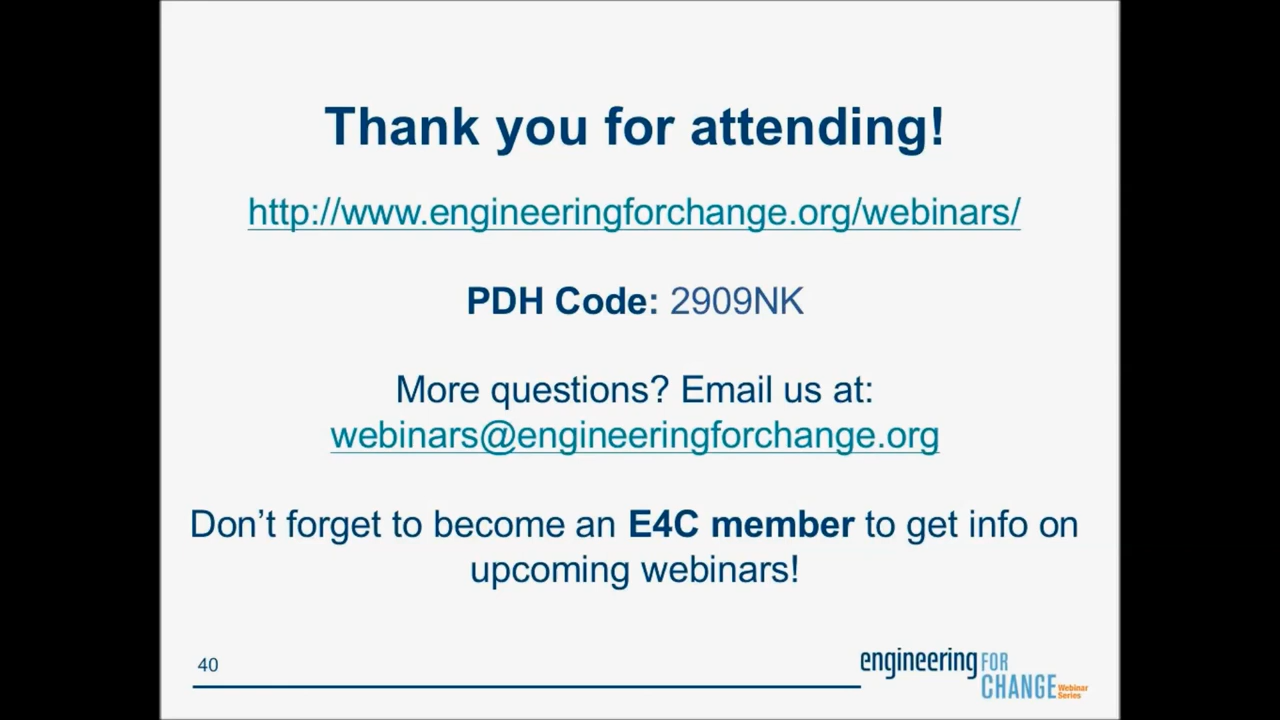 Thank you for attending!
http://www.engineeringforchange.org/webinars/
PDH Code: 2909NK
More questions? Email us at:
webinars@engineeringforchange.org
Don’t forget to become an E4C member to get info on
upcoming webinars!
40
engineering FOR
CHANGE Webinar
Series